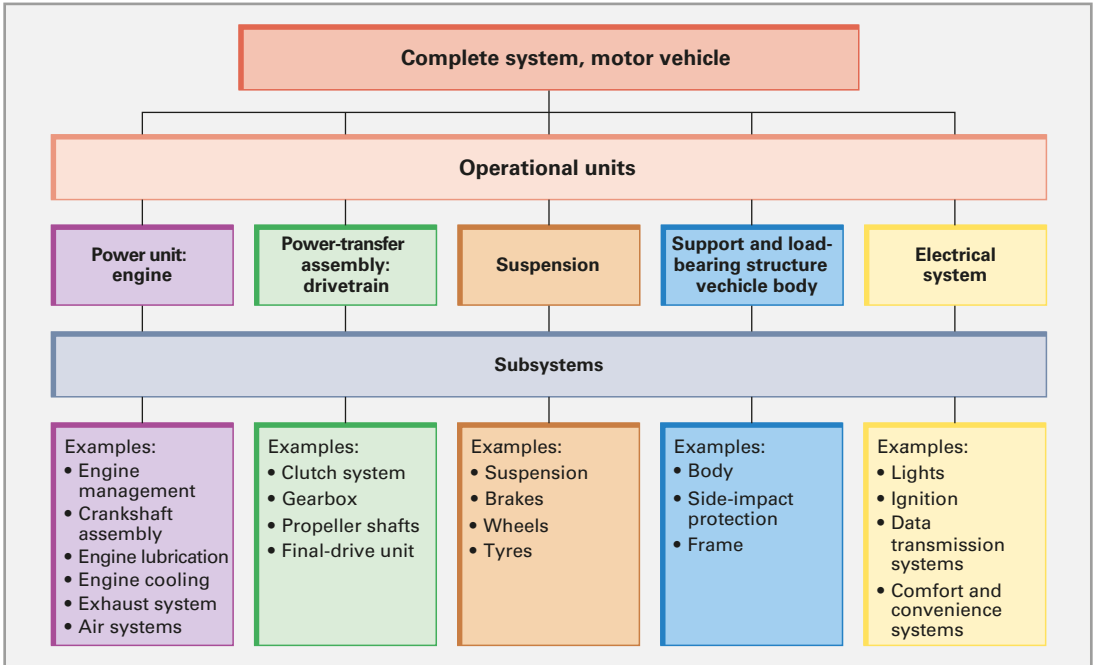 Complete system, motor vehicle
Operational units
Power unit:
engine
Power-transfer
assembly:
drivetrain
Suspension
Support and load-
bearing structure
vechicle body
Electrical
system
Subsystems
Examples:
• Engine
management
• Crankshaft
assembly
• Engine lubrication
• Engine cooling
• Exhaust system
• Air systems
Examples:
• Clutch system
• Gearbox
• Propeller shafts
• Final-drive unit
Examples:
• Suspension
• Brakes
• Wheels
• Tyres
Examples:
• Body
• Side-impact
protection
• Frame
Examples:
• Lights
• Ignition
• Data
transmission
systems
• Comfort and
convenience
systems